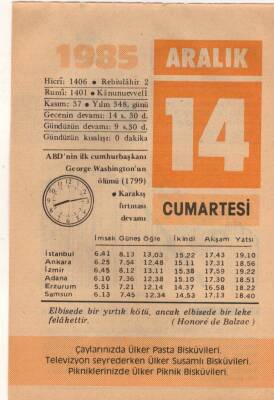 1985
ARALIK
14
CUMARTESİ
Hicrî: 1406 • Rebiulâhir 2
Rumî: 1401 • Kânunuevvel 1
Kasım: 37 • Yılın 348. günü
Gecenin devamı: 14 s. 30 d.
Gündüzün devamı: 9 s. 30 d.
Gündüzün kısalışı: 0 dakika
ABD'nin ilk cumhurbaşkanı
George Washington'un
ölümü (1799)
• Karakış
fırtınası
devamı
İmsak Güneş Öğle İkindi Akşam Yatsı
İstanbul 6.41 8.13 13.03 15.22 17.43 19.10
Ankara 6.25 7.54 12.48 15.11 17.31 18.56
İzmir 6.45 8.12 13.11 15.38 17.59 19.22
Adana 6.10 7.36 12.38 15.10 17.30 18.51
Erzurum 5.51 7.21 12.14 14.37 16.58 18.22
Samsun 6.13 7.45 12.34 14.53 17.13 18.40
Elbisede bir yırtık kötü, ancak elbisede bir leke
felâkettir. (Honoré de Balzac)
Çaylarınızda Ülker Pasta Bisküvileri.
Televizyon seyrederken Ülker Susamlı Bisküvileri.
Pikniklerinizde Ülker Piknik Bisküvileri.